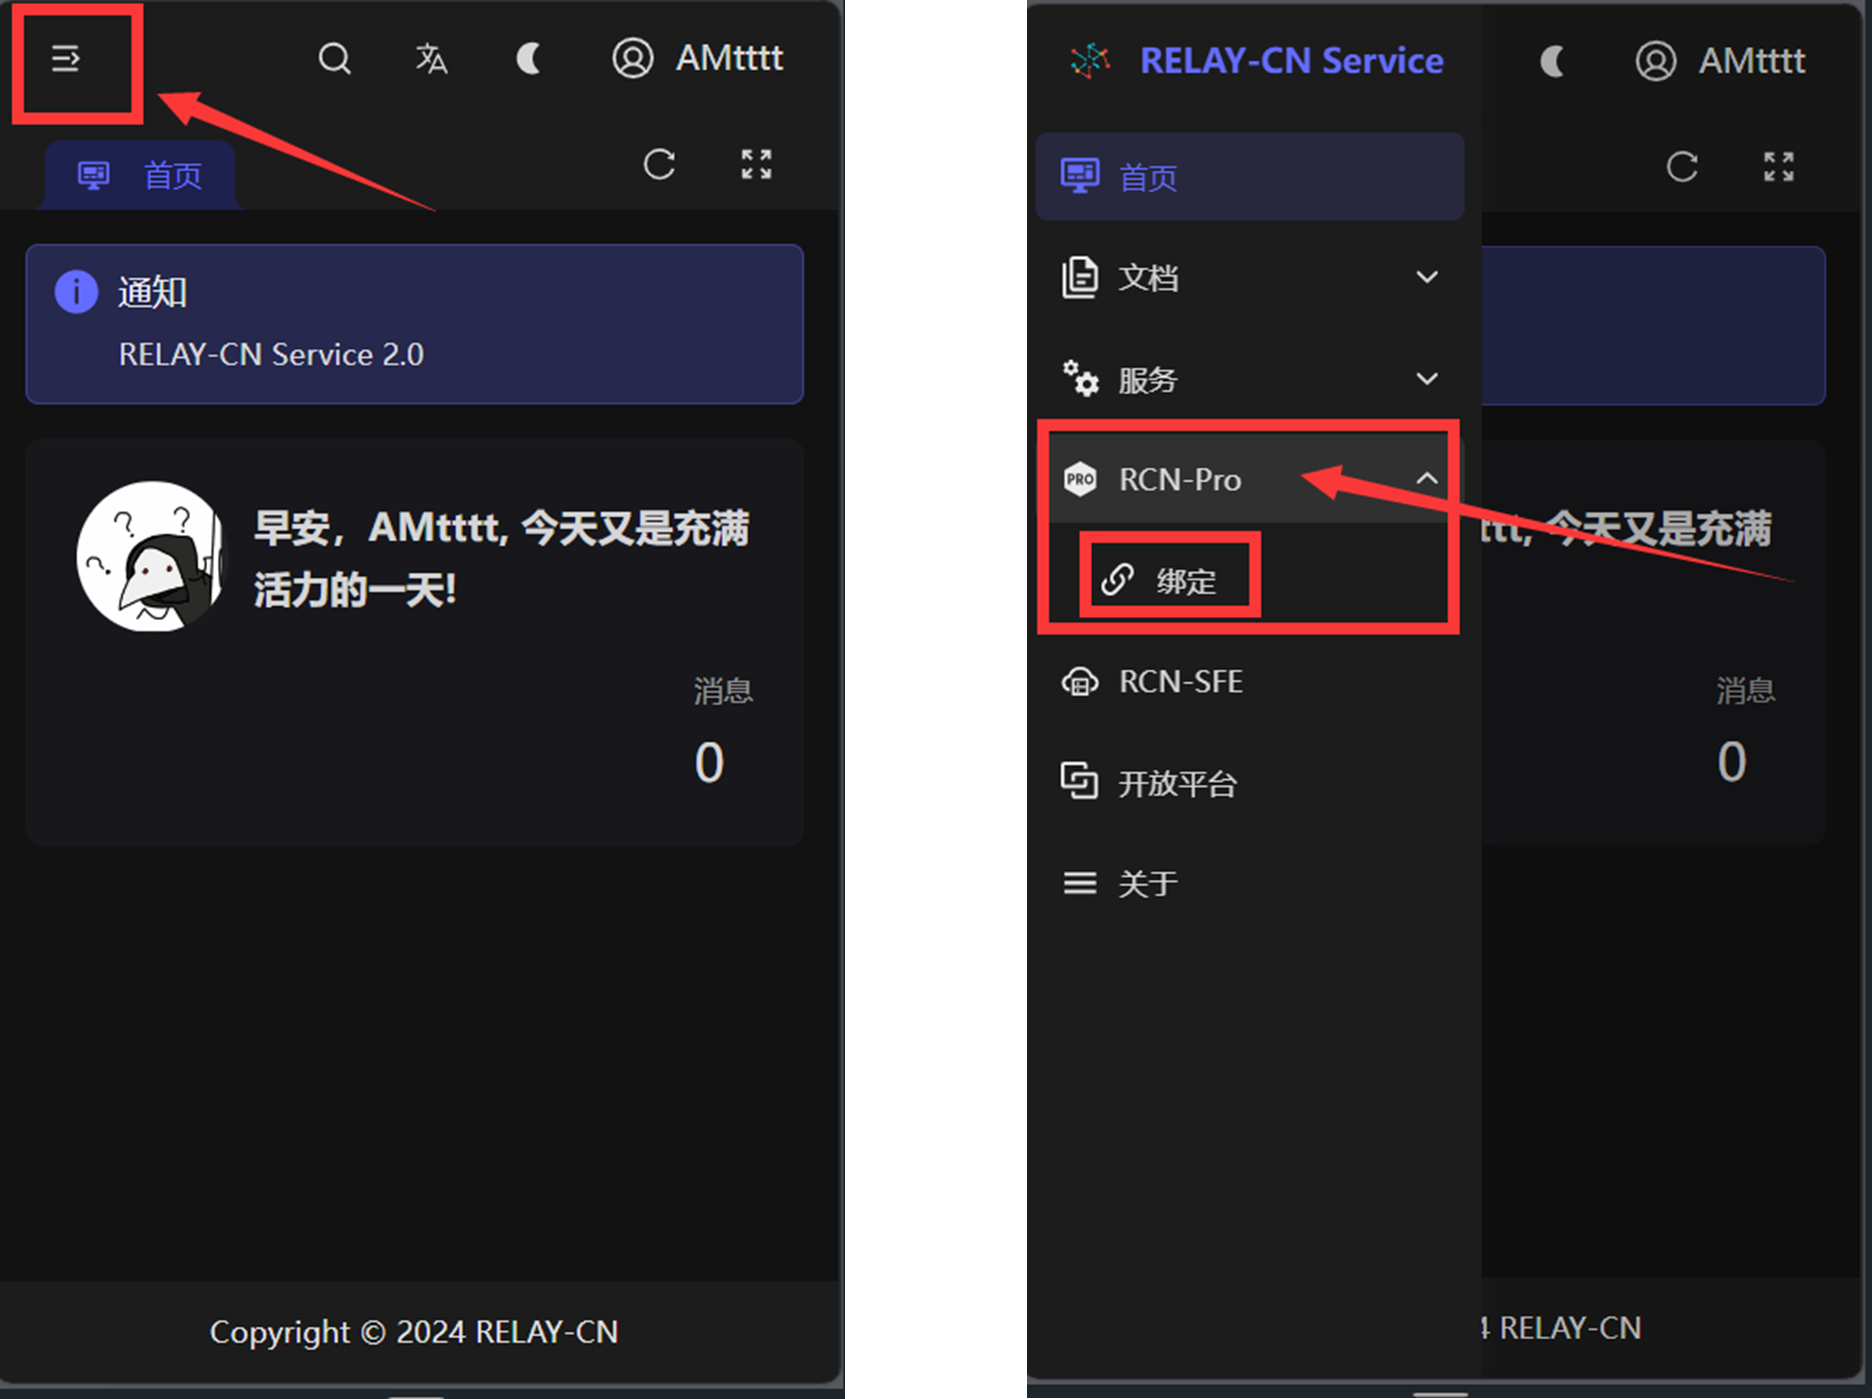 AMtttt
首页
通知
RELAY-CN Service 2.0
早安，AMtttt, 今天又是充满
活力的一天!
消息
0
Copyright © 2024 RELAY-CN
RELAY-CN Service
AMtttt
首页
文档
服务
PRO RCN-Pro
ttt, 今天又是充满
绑定
RCN-SFE
消息
0
开放平台
关于
4 RELAY-CN